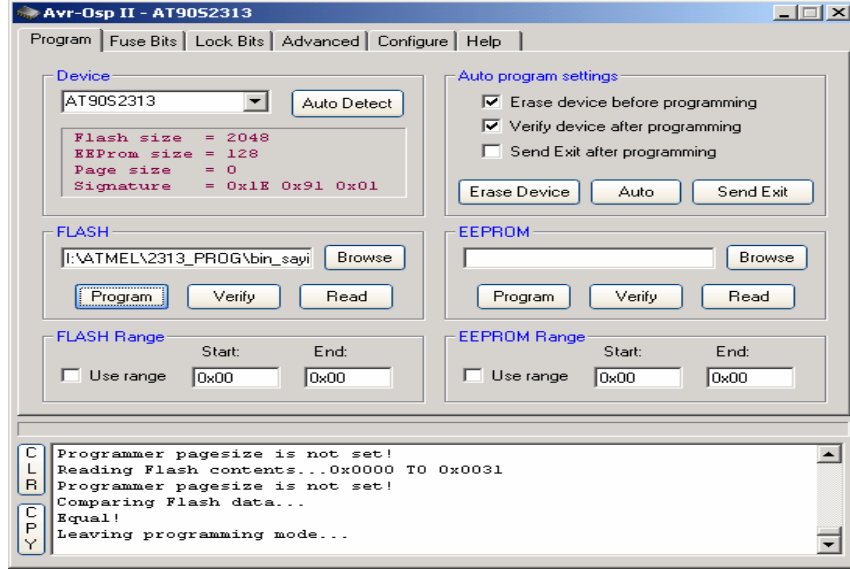 Avr-Osp II - AT90S2313
Program Fuse Bits Lock Bits Advanced Configure Help
Device
AT90S2313 Auto Detect
Flash size = 2048
EEProm size = 128
Page size = 0
Signature = 0x1E 0x91 0x01
Auto program settings
Erase device before programming
Verify device after programming
Send Exit after programming
Erase Device Auto Send Exit
FLASH
I:\ATMEL\2313_PROG\bin_sayi Browse
Program Verify Read
EEPROM
Browse
Program Verify Read
FLASH Range
Start: End:
Use range 0x00 0x00
EEPROM Range
Start: End:
Use range 0x00 0x00
CLR
CPY
Programmer pagesize is not set!
Reading Flash contents...0x0000 TO 0x0031
Programmer pagesize is not set!
Comparing Flash data...
Equal!
Leaving programming mode...